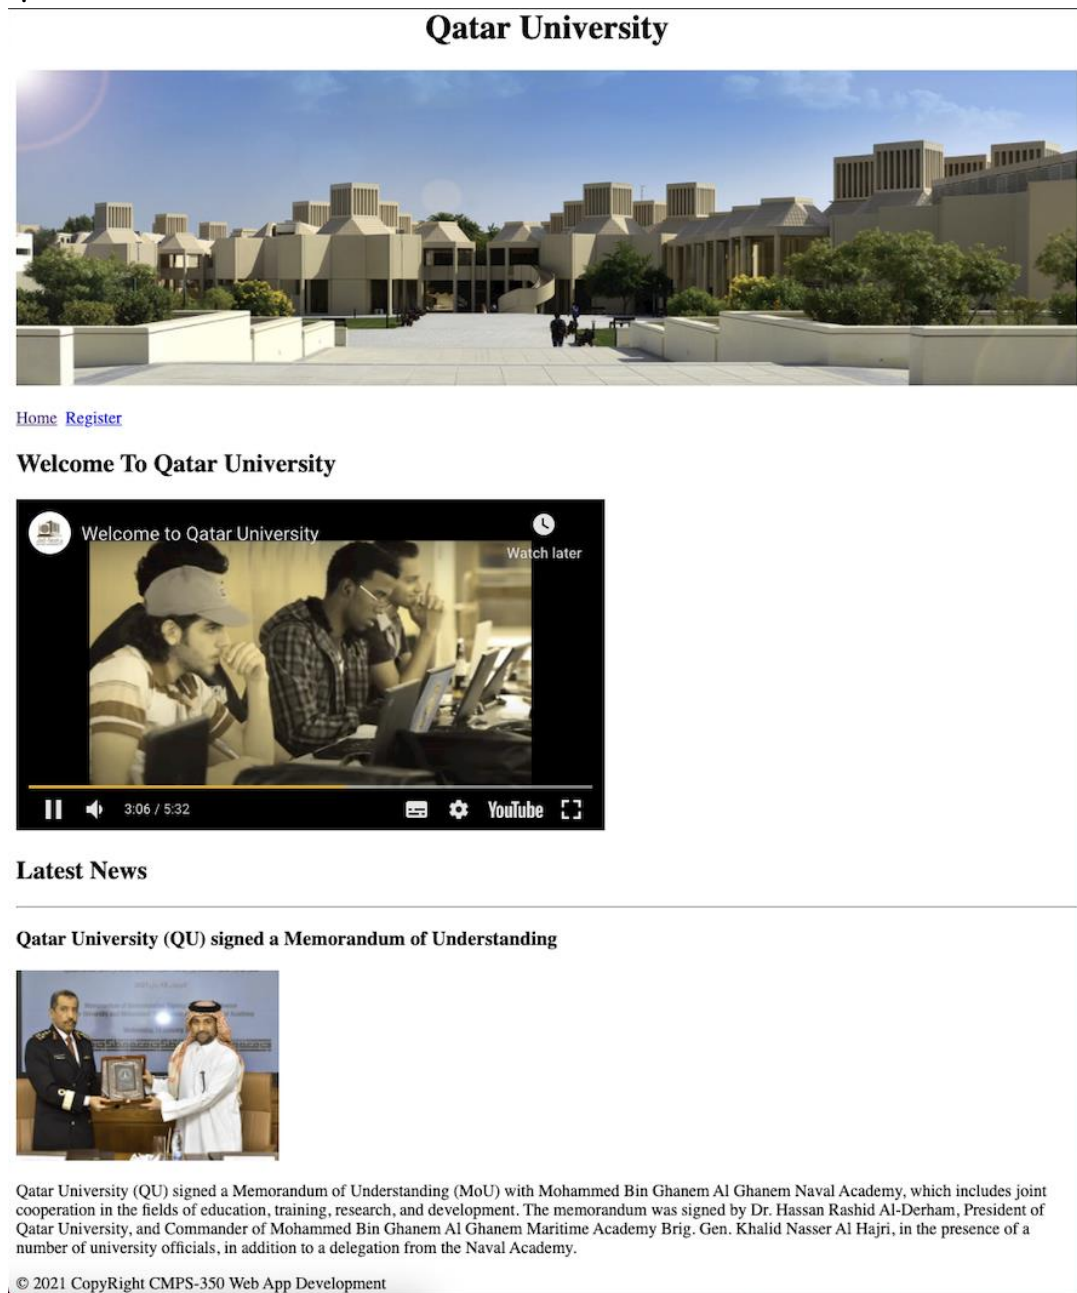 Qatar University
Home Register
Welcome To Qatar University
Welcome to Qatar University
Watch later
3:06 / 5:32
YouTube
Latest News
Qatar University (QU) signed a Memorandum of Understanding
Qatar University (QU) signed a Memorandum of Understanding (MoU) with Mohammed Bin Ghanem Al Ghanem Naval Academy, which includes joint
cooperation in the fields of education, training, research, and development. The memorandum was signed by Dr. Hassan Rashid Al-Derham, President of
Qatar University, and Commander of Mohammed Bin Ghanem Al Ghanem Maritime Academy Brig. Gen. Khalid Nasser Al Hajri, in the presence of a
number of university officials, in addition to a delegation from the Naval Academy.
© 2021 CopyRight CMPS-350 Web App Development